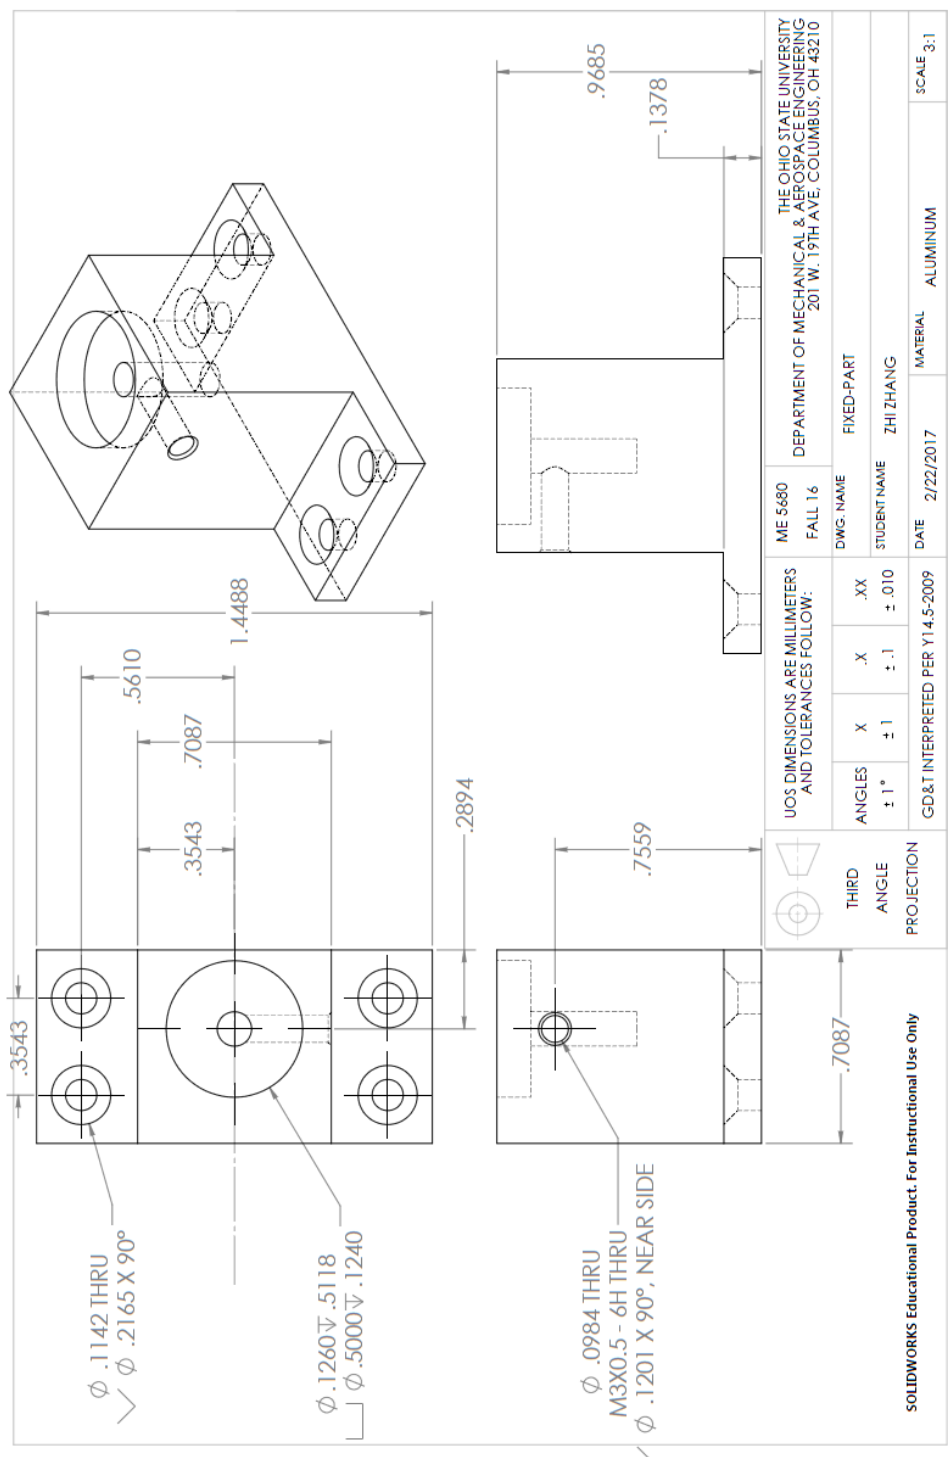 .3543
.5610
1.4488
.7087
.3543
.2894
∅ .1142 THRU
⌵ ∅ .2165 X 90°
∅ .1260 ↧ .5118
⌴ ∅ .5000 ↧ .1240
.9685
.1378
.7559
.7087
∅ .0984 THRU
M3X0.5 - 6H THRU
⌵ ∅ .1201 X 90°, NEAR SIDE
SOLIDWORKS Educational Product. For Instructional Use Only
THIRD
ANGLE
PROJECTION
UOS DIMENSIONS ARE MILLIMETERS
AND TOLERANCES FOLLOW:
ANGLES X .X .XX
± 1° ± 1 ± .1 ± .010
GD&T INTERPRETED PER Y14.5-2009
ME 5680
FALL 16
THE OHIO STATE UNIVERSITY
DEPARTMENT OF MECHANICAL & AEROSPACE ENGINEERING
201 W. 19TH AVE, COLUMBUS, OH 43210
DWG. NAME FIXED-PART
STUDENT NAME ZHI ZHANG
DATE 2/22/2017
MATERIAL ALUMINUM
SCALE 3:1